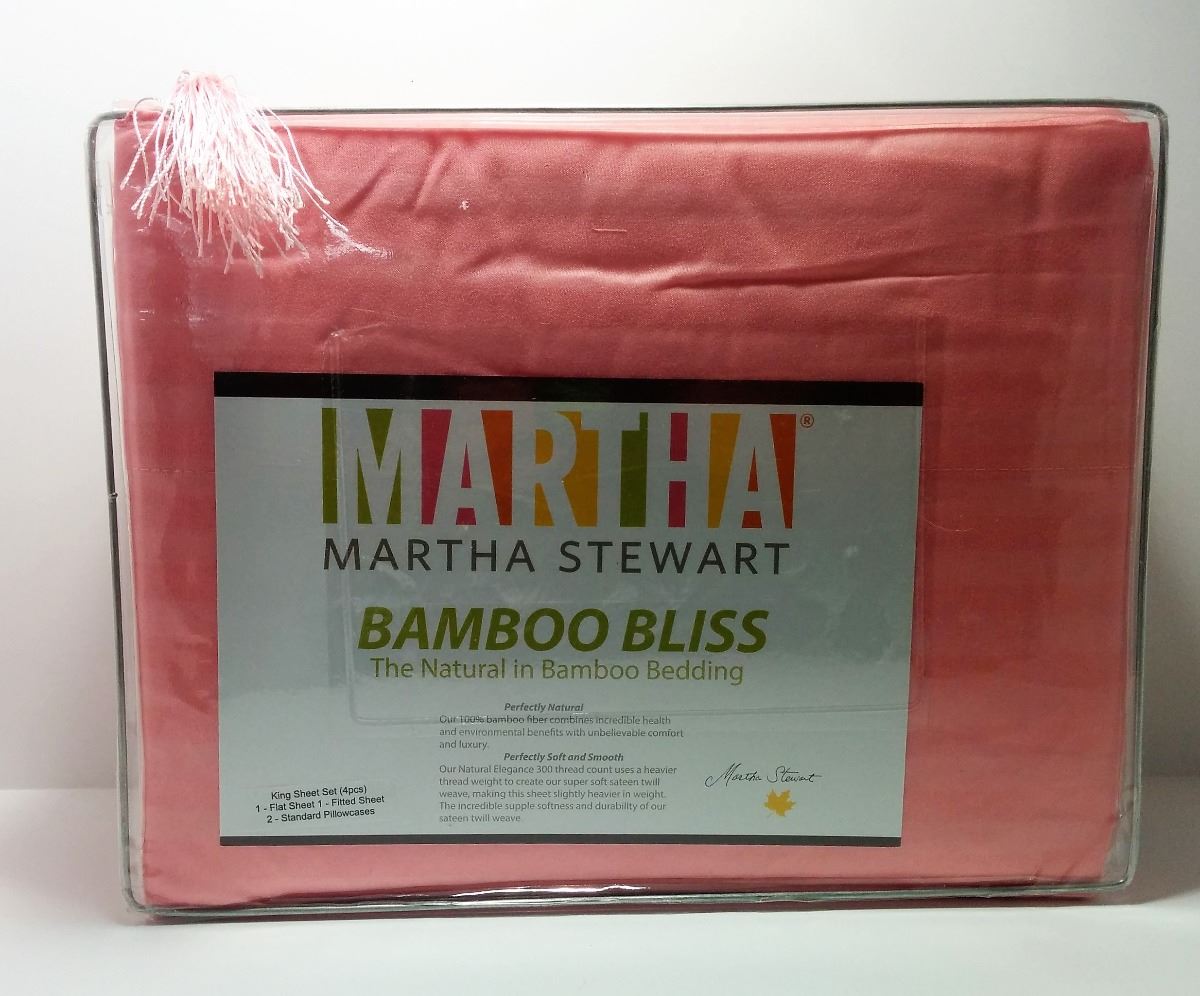 MARTHA®
MARTHA STEWART
BAMBOO BLISS
The Natural in Bamboo Bedding
Perfectly Natural
Our 100% bamboo fiber combines incredible health
and environmental benefits with unbelievable comfort
and luxury.
Perfectly Soft and Smooth
Our Natural Elegance 300 thread count uses a heavier
thread weight to create our super soft sateen twill
weave, making this sheet slightly heavier in weight.
The incredible supple softness and durability of our
sateen twill weave.
Martha Stewart
King Sheet Set (4pcs)
1 - Flat Sheet 1 - Fitted Sheet
2 - Standard Pillowcases